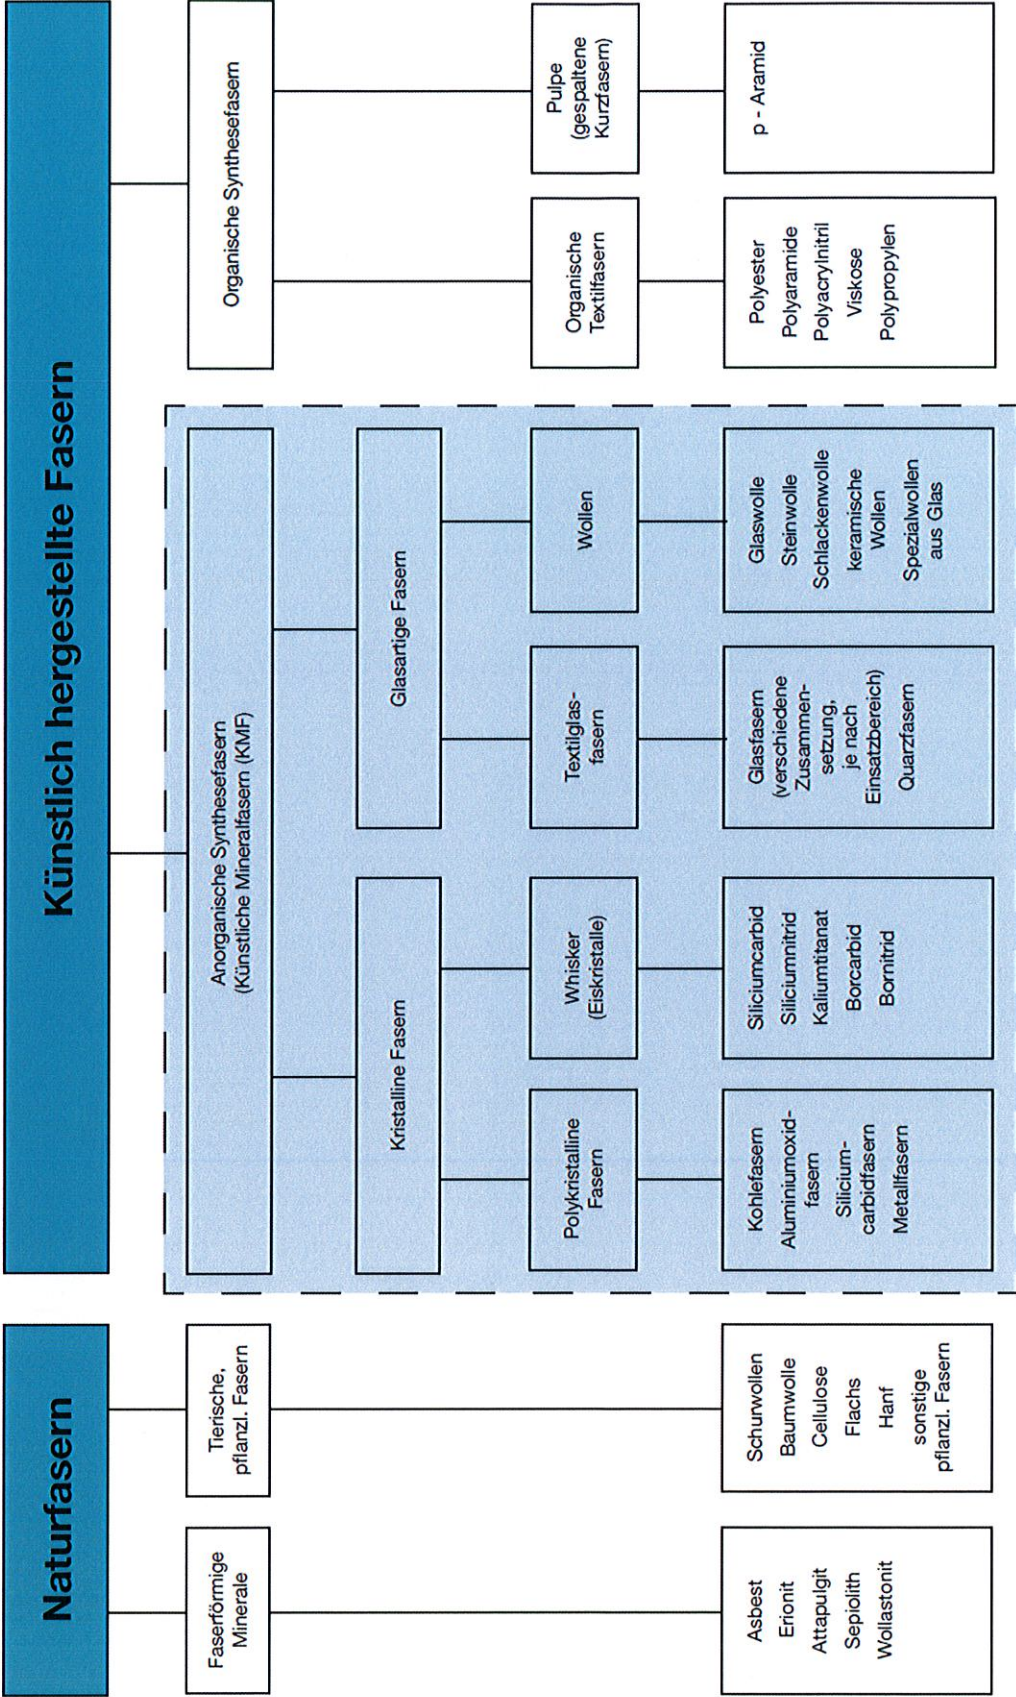 Naturfasern
Künstlich hergestellte Fasern
Faserförmige
Minerale
Tierische,
pflanzl. Fasern
Anorganische Synthesefasern
(Künstliche Mineralfasern (KMF)
Organische Synthesefasern
Kristalline Fasern
Glasartige Fasern
Polykristalline
Fasern
Whisker
(Eiskristalle)
Textilglas-
fasern
Wollen
Organische
Textilfasern
Pulpe
(gespaltene
Kurzfasern)
Asbest
Erionit
Attapulgit
Sepiolith
Wollastonit
Schurwollen
Baumwolle
Cellulose
Flachs
Hanf
sonstige
pflanzl. Fasern
Kohlefasern
Aluminiumoxid-
fasern
Silicium-
carbidfasern
Metallfasern
Siliciumcarbid
Siliciumnitrid
Kaliumtitanat
Borcarbid
Bornitrid
Glasfasern
(verschiedene
Zusammen-
setzung,
je nach
Einsatzbereich)
Quarzfasern
Glaswolle
Steinwolle
Schlackenwolle
keramische
Wollen
Spezialwollen
aus Glas
Polyester
Polyaramide
Polyacrylnitril
Viskose
Polypropylen
p - Aramid